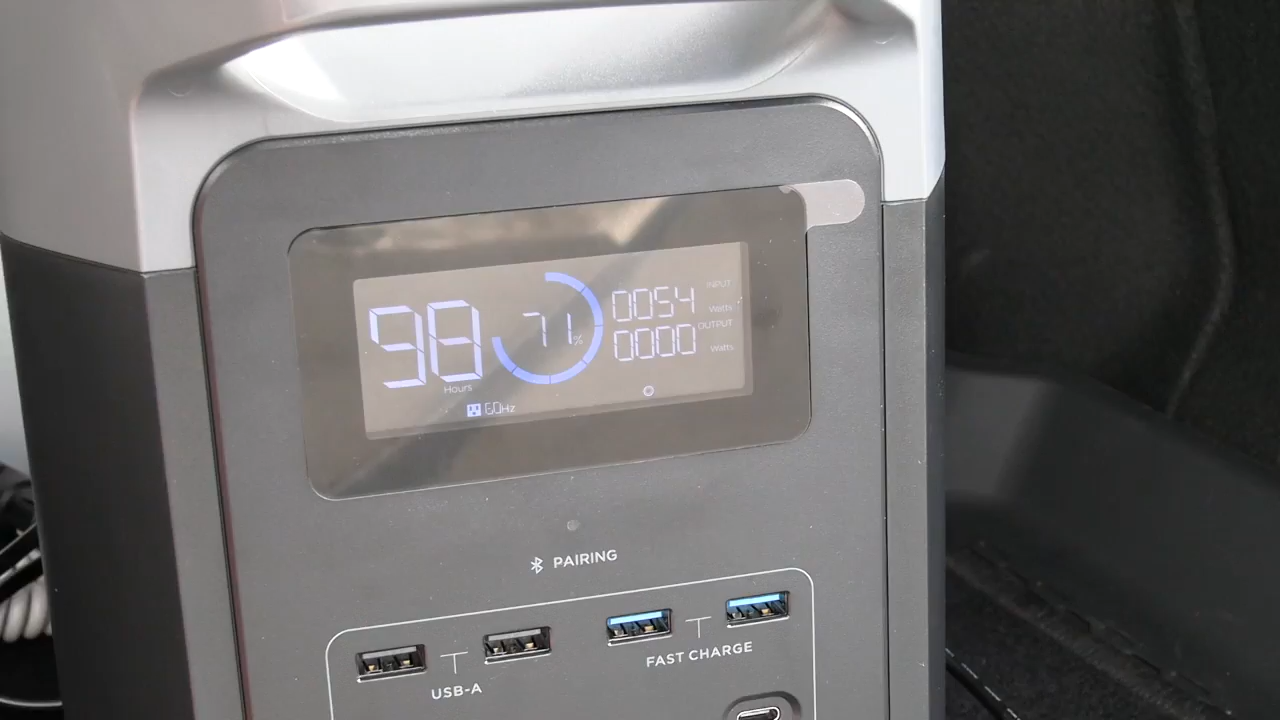 98
Hours
71%
0054
INPUT
Watts
0000
OUTPUT
Watts
60Hz
PAIRING
USB-A
FAST CHARGE